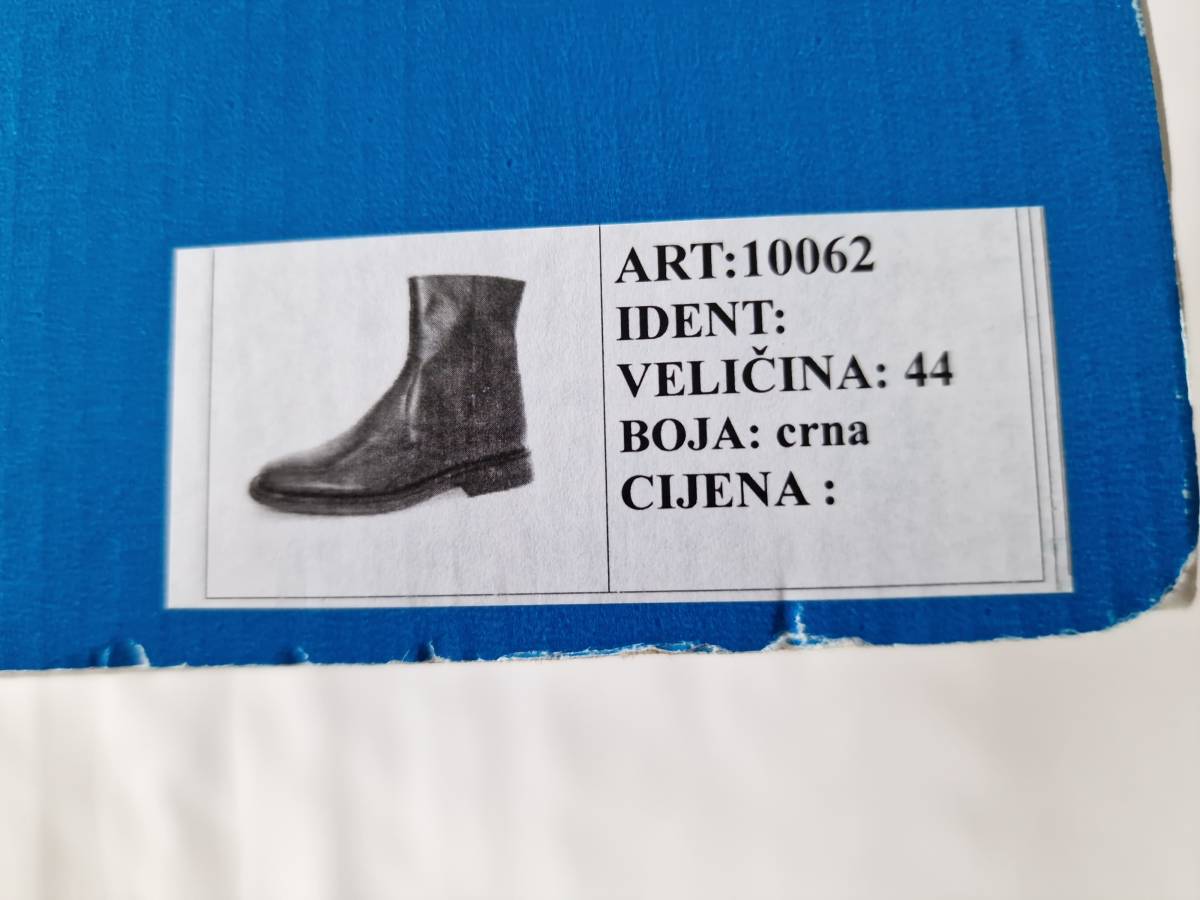 ART:10062
IDENT:
VELIČINA: 44
BOJA: crna
CIJENA :